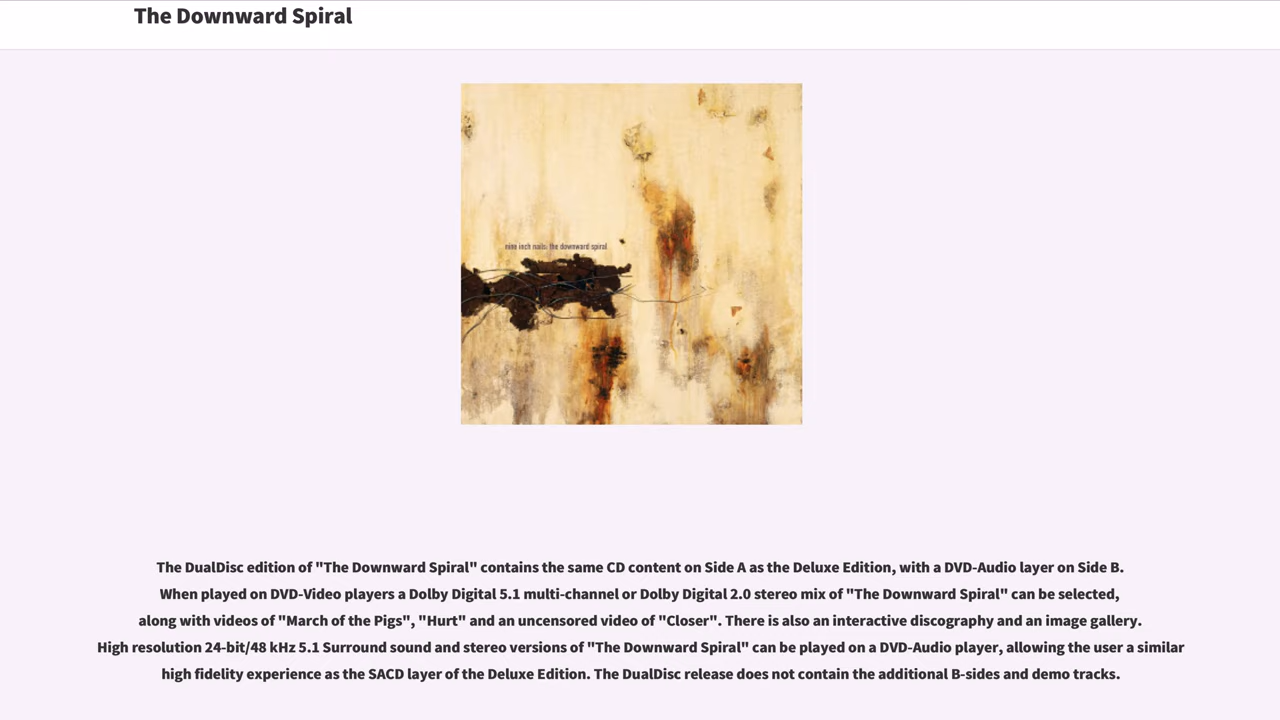 The Downward Spiral
nine inch nails: the downward spiral
The DualDisc edition of "The Downward Spiral" contains the same CD content on Side A as the Deluxe Edition, with a DVD-Audio layer on Side B.
When played on DVD-Video players a Dolby Digital 5.1 multi-channel or Dolby Digital 2.0 stereo mix of "The Downward Spiral" can be selected,
along with videos of "March of the Pigs", "Hurt" and an uncensored video of "Closer". There is also an interactive discography and an image gallery.
High resolution 24-bit/48 kHz 5.1 Surround sound and stereo versions of "The Downward Spiral" can be played on a DVD-Audio player, allowing the user a similar
high fidelity experience as the SACD layer of the Deluxe Edition. The DualDisc release does not contain the additional B-sides and demo tracks.